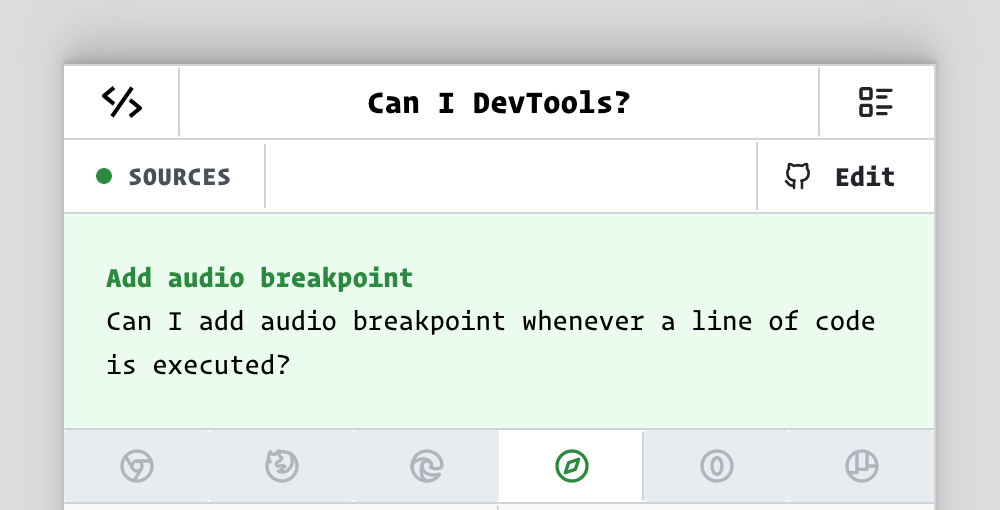 Can I DevTools?
SOURCES
Edit
Add audio breakpoint
Can I add audio breakpoint whenever a line of code
is executed?